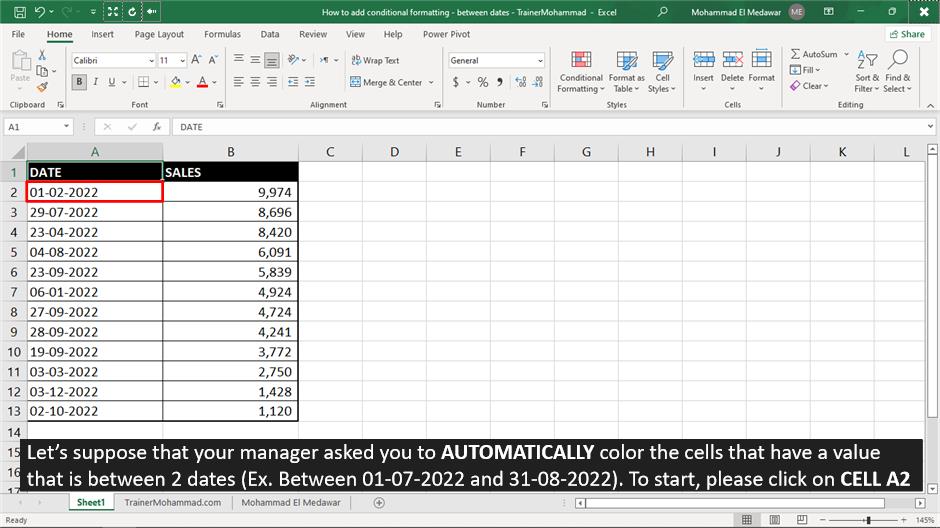 How to add conditional formatting - between dates - TrainerMohammad - Excel
Mohammad El Medawar ME
File Home Insert Page Layout Formulas Data Review View Help Power Pivot Share
Calibri 11 A^ A˅ Wrap Text General AutoSum
Paste B I U A Merge & Center $ % 9 Conditional Formatting Format as Table Cell Styles Insert Delete Format Fill Clear Sort & Filter Find & Select
Clipboard Font Alignment Number Styles Cells Editing
A1 fx DATE
A B C D E F G H I J K L
1 DATE SALES
2 01-02-2022 9,974
3 29-07-2022 8,696
4 23-04-2022 8,420
5 04-08-2022 6,091
6 23-09-2022 5,839
7 06-01-2022 4,924
8 27-09-2022 4,724
9 28-09-2022 4,241
10 19-09-2022 3,772
11 03-03-2022 2,750
12 03-12-2022 1,428
13 02-10-2022 1,120
14
15
16
17
Let’s suppose that your manager asked you to AUTOMATICALLY color the cells that have a value
that is between 2 dates (Ex. Between 01-07-2022 and 31-08-2022). To start, please click on CELL A2
Sheet1 TrainerMohammad.com Mohammad El Medawar
Ready 145%